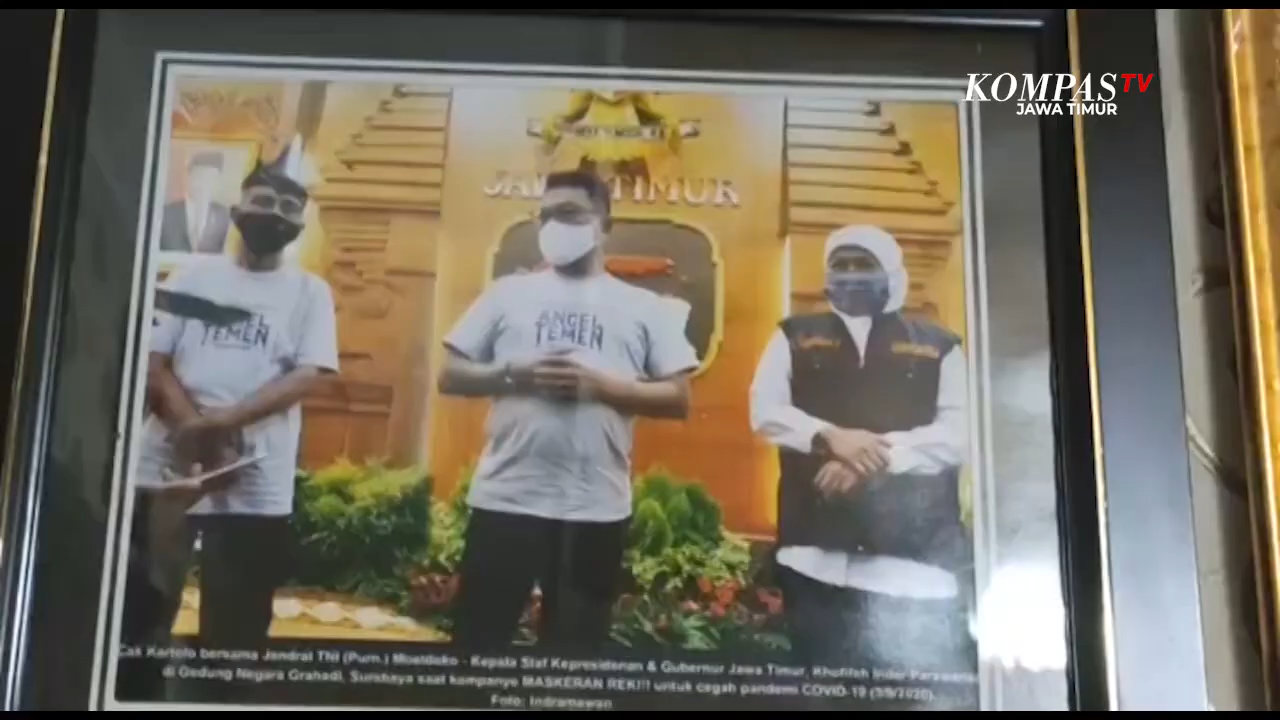 KOMPAS TV
JAWA TIMUR
JAWA TIMUR
ANGEL
TEMEN
ANGEL
TEMEN
Cak Kartolo bersama Jendral TNI (Purn.) Moeldoko - Kepala Staf Kepresidenan & Gubernur Jawa Timur, Khofifah Indar Parawansa
di Gedung Negara Grahadi, Surabaya saat kampanye MASKERAN REK!!! untuk cegah pandemi COVID-19 (3/9/2020).
Foto: Indramawan